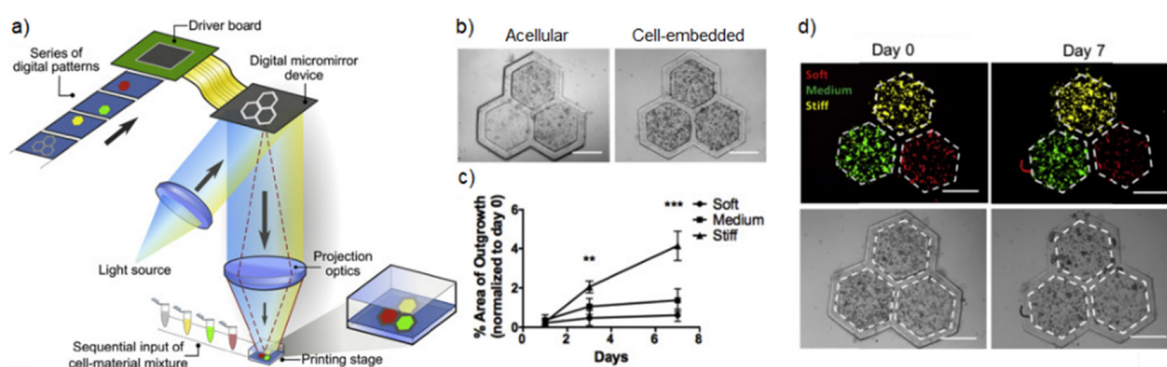 a)
Driver board
Series
of digital
patterns
Digital micromirror
device
Light source
Projection
optics
Sequential input of
cell-material mixture
Printing stage
b)
Acellular
Cell-embedded
c)
% Area of Outgrowth
(normalized to day 0)
6
4
2
0
0
2
4
6
8
Days
**
***
Soft
Medium
Stiff
d)
Day 0
Day 7
Soft
Medium
Stiff